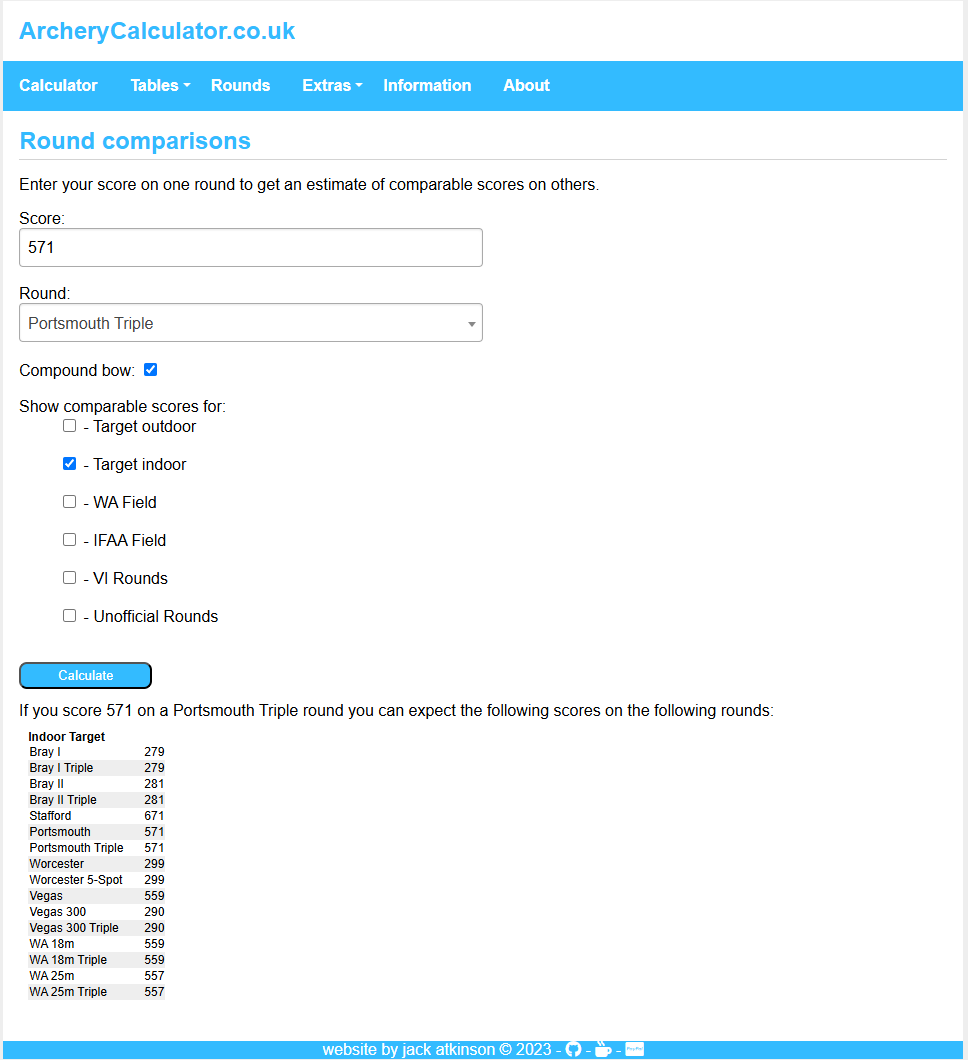 ArcheryCalculator.co.uk
Calculator Tables Rounds Extras Information About
Round comparisons
Enter your score on one round to get an estimate of comparable scores on others.
Score:
571
Round:
Portsmouth Triple
Compound bow:
Show comparable scores for:
- Target outdoor
- Target indoor
- WA Field
- IFAA Field
- VI Rounds
- Unofficial Rounds
Calculate
If you score 571 on a Portsmouth Triple round you can expect the following scores on the following rounds:
Indoor Target
Bray I 279
Bray I Triple 279
Bray II 281
Bray II Triple 281
Stafford 671
Portsmouth 571
Portsmouth Triple 571
Worcester 299
Worcester 5-Spot 299
Vegas 559
Vegas 300 290
Vegas 300 Triple 290
WA 18m 559
WA 18m Triple 559
WA 25m 557
WA 25m Triple 557
website by jack atkinson © 2023 - - - PayPal